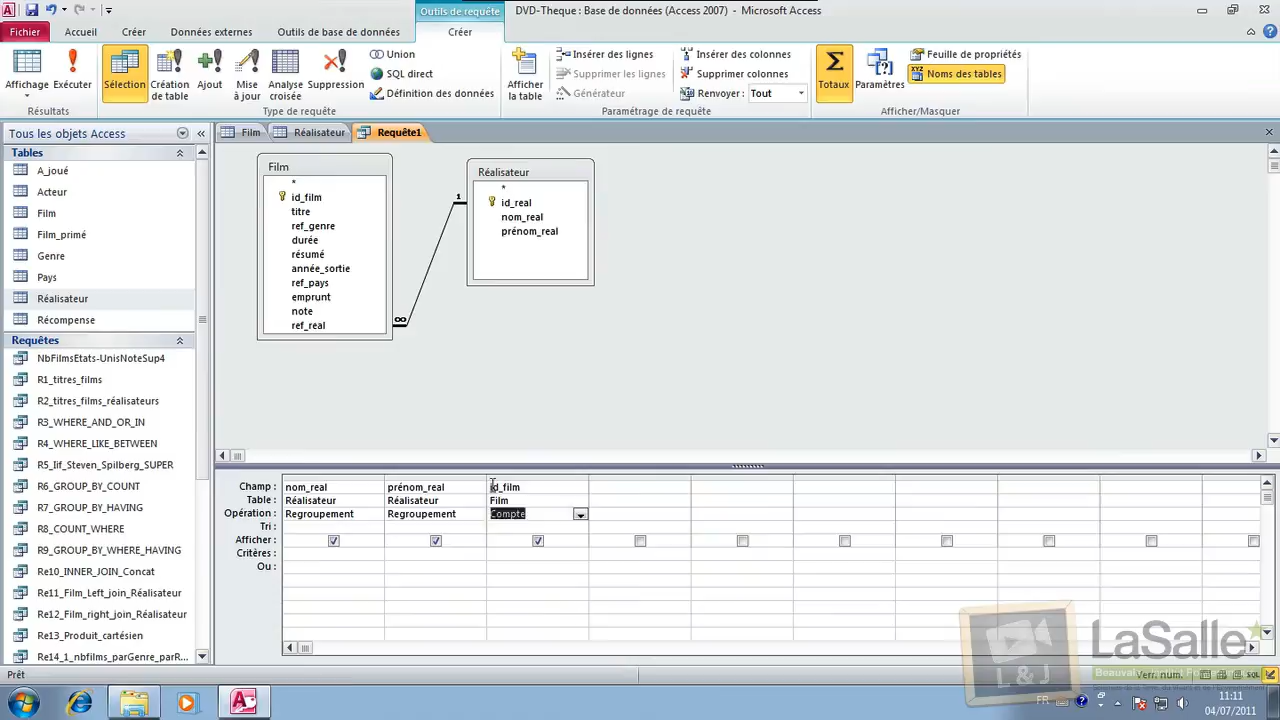 Outils de requête
DVD-Theque : Base de données (Access 2007) - Microsoft Access
Fichier
Accueil
Créer
Données externes
Outils de base de données
Créer
Affichage
Exécuter
Résultats
Sélection
Création de table
Ajout
Mise à jour
Analyse croisée
Suppression
Union
SQL direct
Définition des données
Type de requête
Afficher la table
Insérer des lignes
Supprimer les lignes
Générateur
Insérer des colonnes
Supprimer colonnes
Renvoyer : Tout
Paramétrage de requête
Totaux
Paramètres
Feuille de propriétés
XYZ Noms des tables
Afficher/Masquer
Tous les objets Access
Tables
A_joué
Acteur
Film
Film_primé
Genre
Pays
Réalisateur
Récompense
Requêtes
NbFilmsEtats-UnisNoteSup4
R1_titres_films
R2_titres_films_réalisateurs
R3_WHERE_AND_OR_IN
R4_WHERE_LIKE_BETWEEN
R5_Iif_Steven_Spilberg_SUPER
R6_GROUP_BY_COUNT
R7_GROUP_BY_HAVING
R8_COUNT_WHERE
R9_GROUP_BY_WHERE_HAVING
Re10_INNER_JOIN_Concat
Re11_Film_Left_join_Réalisateur
Re12_Film_right_join_Réalisateur
Re13_Produit_cartésien
Re14_1_nbfilms_parGenre_parR...
Film
Réalisateur
Requête1
Film
*
id_film
titre
ref_genre
durée
résumé
année_sortie
ref_pays
emprunt
note
ref_real
1
∞
Réalisateur
*
id_real
nom_real
prénom_real
Champ : nom_real prénom_real id_film
Table : Réalisateur Réalisateur Film
Opération : Regroupement Regroupement Compte
Tri :
Afficher :
Critères :
Ou :
LaSalle
L & J
Prêt
Verr. num.
SQL
FR
11:11
04/07/2011